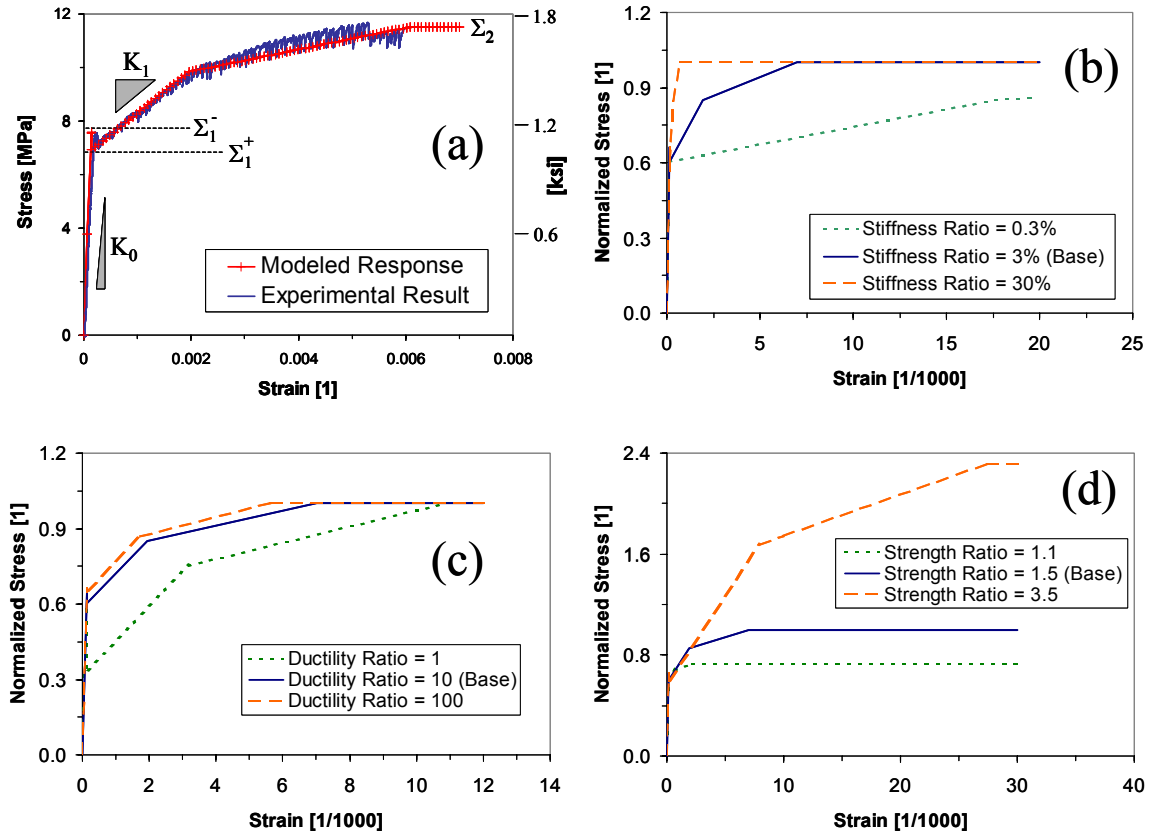 (a)
Stress [MPa]
12
8
4
0
0
0.002
0.004
0.006
0.008
Strain [1]
[ksi]
1.8
1.2
0.6
Σ2
K1
Σ1-
Σ1+
K0
Modeled Response
Experimental Result
(b)
Normalized Stress [1]
1.2
0.9
0.6
0.3
0.0
0
5
10
15
20
25
Strain [1/1000]
Stiffness Ratio = 0.3%
Stiffness Ratio = 3% (Base)
Stiffness Ratio = 30%
(c)
Normalized Stress [1]
1.2
0.9
0.6
0.3
0.0
0
2
4
6
8
10
12
14
Strain [1/1000]
Ductility Ratio = 1
Ductility Ratio = 10 (Base)
Ductility Ratio = 100
(d)
Normalized Stress [1]
2.4
1.6
0.8
0.0
0
10
20
30
40
Strain [1/1000]
Strength Ratio = 1.1
Strength Ratio = 1.5 (Base)
Strength Ratio = 3.5